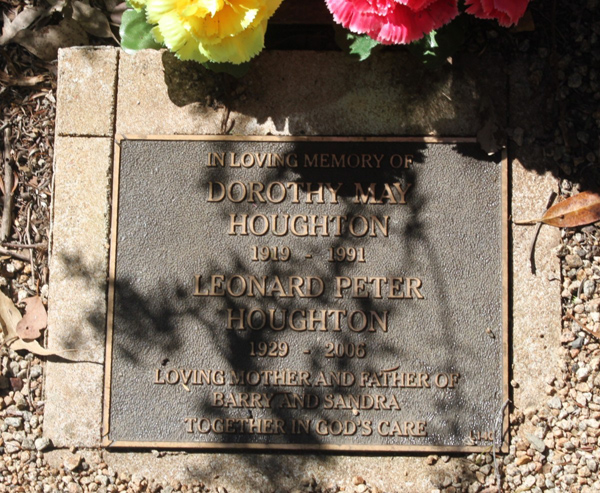 IN LOVING MEMORY OF
DOROTHY MAY
HOUGHTON
1919 - 1991
LEONARD PETER
HOUGHTON
1929 - 2006
LOVING MOTHER AND FATHER OF
BARRY AND SANDRA
TOGETHER IN GOD'S CARE